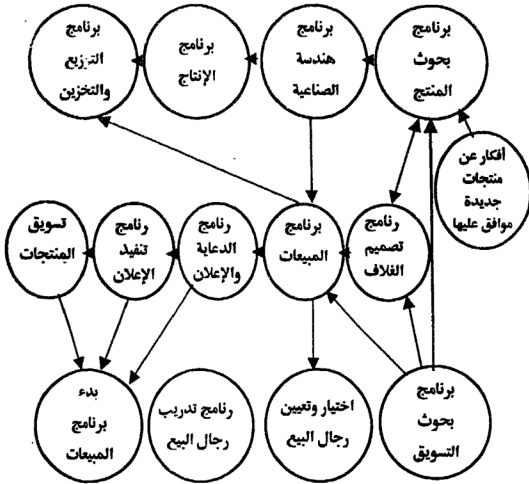 برنامج
بحوث
المنتج
برنامج
هندسة
الصناعية
برنامج
الإنتاج
برنامج
التزيع
والتخزين
أفكار عن
منتجات
جديدة
موافق عليها
رنامج
تصميم
الغلاف
برنامج
المبيعات
رنامج
الدعاية
والإعلان
رنامج
تنفيذ
الإعلان
تسويق
المنتجات
برنامج
بحوث
التسويق
اختيار وتعيين
رجال البيع
رنامج تدريب
رجال البيع
بدء
برنامج
المبيعات